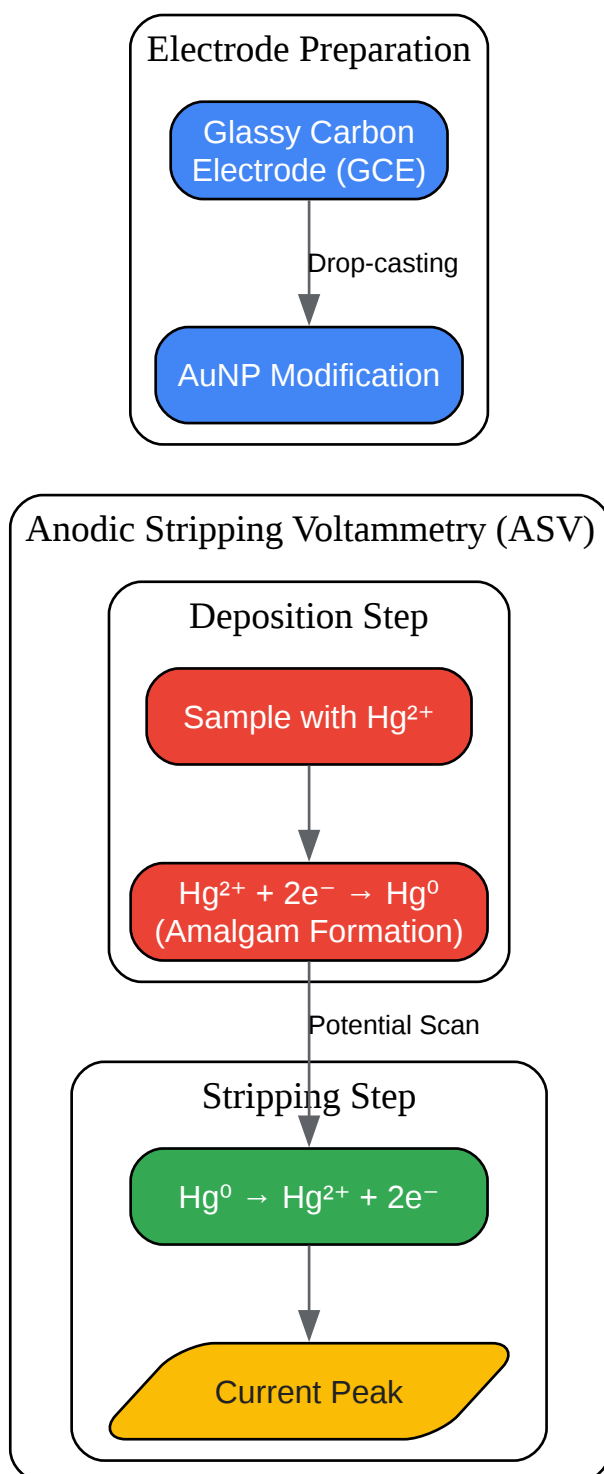 Electrode Preparation
Glassy Carbon
Electrode (GCE)
Drop-casting
AuNP Modification
Anodic Stripping Voltammetry (ASV)
Deposition Step
Sample with Hg²⁺
Hg²⁺ + 2e⁻ → Hg⁰
(Amalgam Formation)
Potential Scan
Stripping Step
Hg⁰ → Hg²⁺ + 2e⁻
Current Peak